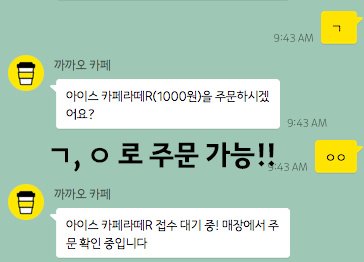 ㄱ
9:43 AM
까까오 카페
아이스 카페라떼R(1000원)을 주문하시겠
어요?
9:43 AM
ㄱ, ㅇ 로 주문 가능!!
9:43 AM
ㅇㅇ
까까오 카페
아이스 카페라떼R 접수 대기 중! 매장에서 주
문 확인 중입니다